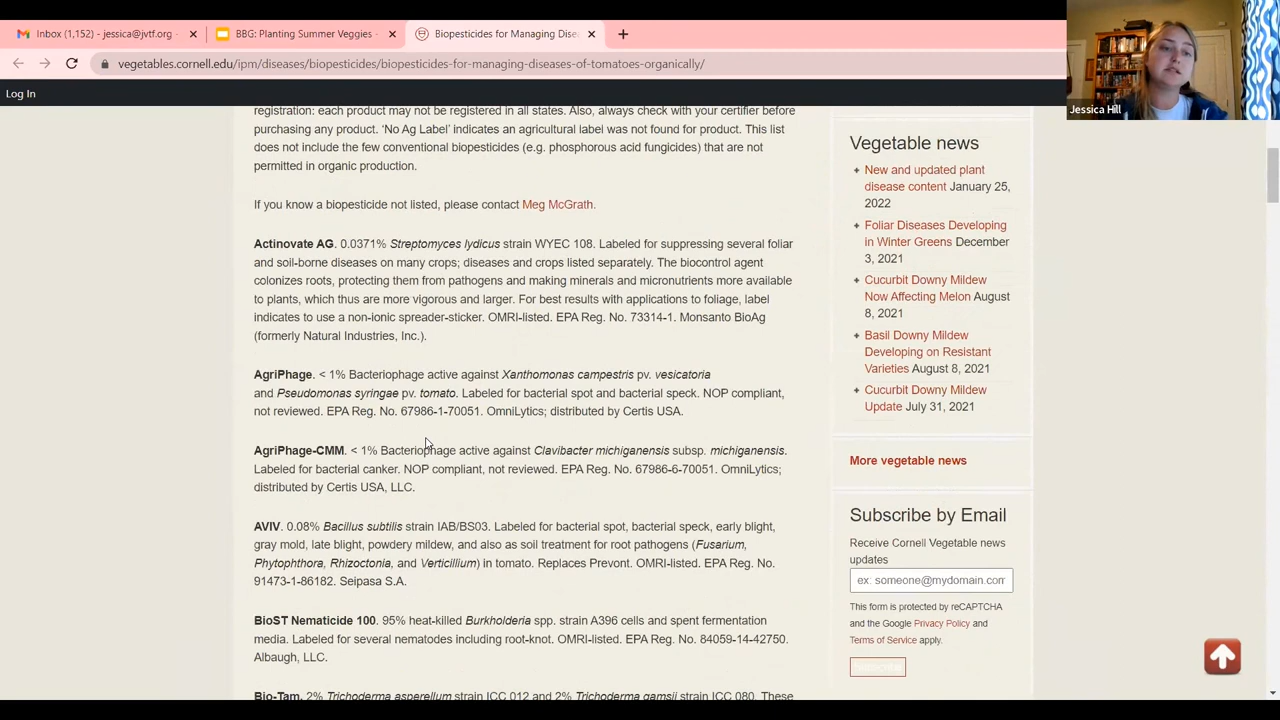 Inbox (1,152) - jessica@jvtf.org
BBG: Planting Summer Veggies
Biopesticides for Managing Dise
vegetables.cornell.edu/ipm/diseases/biopesticides/biopesticides-for-managing-diseases-of-tomatoes-organically/
Jessica Hill
Log In
registration: each product may not be registered in all states. Also, always check with your certifier before
purchasing any product. ‘No Ag Label’ indicates an agricultural label was not found for product. This list
does not include the few conventional biopesticides (e.g. phosphorous acid fungicides) that are not
permitted in organic production.
If you know a biopesticide not listed, please contact Meg McGrath.
Actinovate AG. 0.0371% Streptomyces lydicus strain WYEC 108. Labeled for suppressing several foliar
and soil-borne diseases on many crops; diseases and crops listed separately. The biocontrol agent
colonizes roots, protecting them from pathogens and making minerals and micronutrients more available
to plants, which thus are more vigorous and larger. For best results with applications to foliage, label
indicates to use a non-ionic spreader-sticker. OMRI-listed. EPA Reg. No. 73314-1. Monsanto BioAg
(formerly Natural Industries, Inc.).
AgriPhage. < 1% Bacteriophage active against Xanthomonas campestris pv. vesicatoria
and Pseudomonas syringae pv. tomato. Labeled for bacterial spot and bacterial speck. NOP compliant,
not reviewed. EPA Reg. No. 67986-1-70051. OmniLytics; distributed by Certis USA.
AgriPhage-CMM. < 1% Bacteriophage active against Clavibacter michiganensis subsp. michiganensis.
Labeled for bacterial canker. NOP compliant, not reviewed. EPA Reg. No. 67986-6-70051. OmniLytics;
distributed by Certis USA, LLC.
AVIV. 0.08% Bacillus subtilis strain IAB/BS03. Labeled for bacterial spot, bacterial speck, early blight,
gray mold, late blight, powdery mildew, and also as soil treatment for root pathogens (Fusarium,
Phytophthora, Rhizoctonia, and Verticillium) in tomato. Replaces Prevont. OMRI-listed. EPA Reg. No.
91473-1-86182. Seipasa S.A.
BioST Nematicide 100. 95% heat-killed Burkholderia spp. strain A396 cells and spent fermentation
media. Labeled for several nematodes including root-knot. OMRI-listed. EPA Reg. No. 84059-14-42750.
Albaugh, LLC.
Bio-Tam. 2% Trichoderma asperellum strain ICC 012 and 2% Trichoderma gamsii strain ICC 080. These
Vegetable news
New and updated plant
disease content January 25,
2022
Foliar Diseases Developing
in Winter Greens December
3, 2021
Cucurbit Downy Mildew
Now Affecting Melon August
8, 2021
Basil Downy Mildew
Developing on Resistant
Varieties August 8, 2021
Cucurbit Downy Mildew
Update July 31, 2021
More vegetable news
Subscribe by Email
Receive Cornell Vegetable news
updates
ex: someone@mydomain.com
This form is protected by reCAPTCHA
and the Google Privacy Policy and
Terms of Service apply.
Subscribe